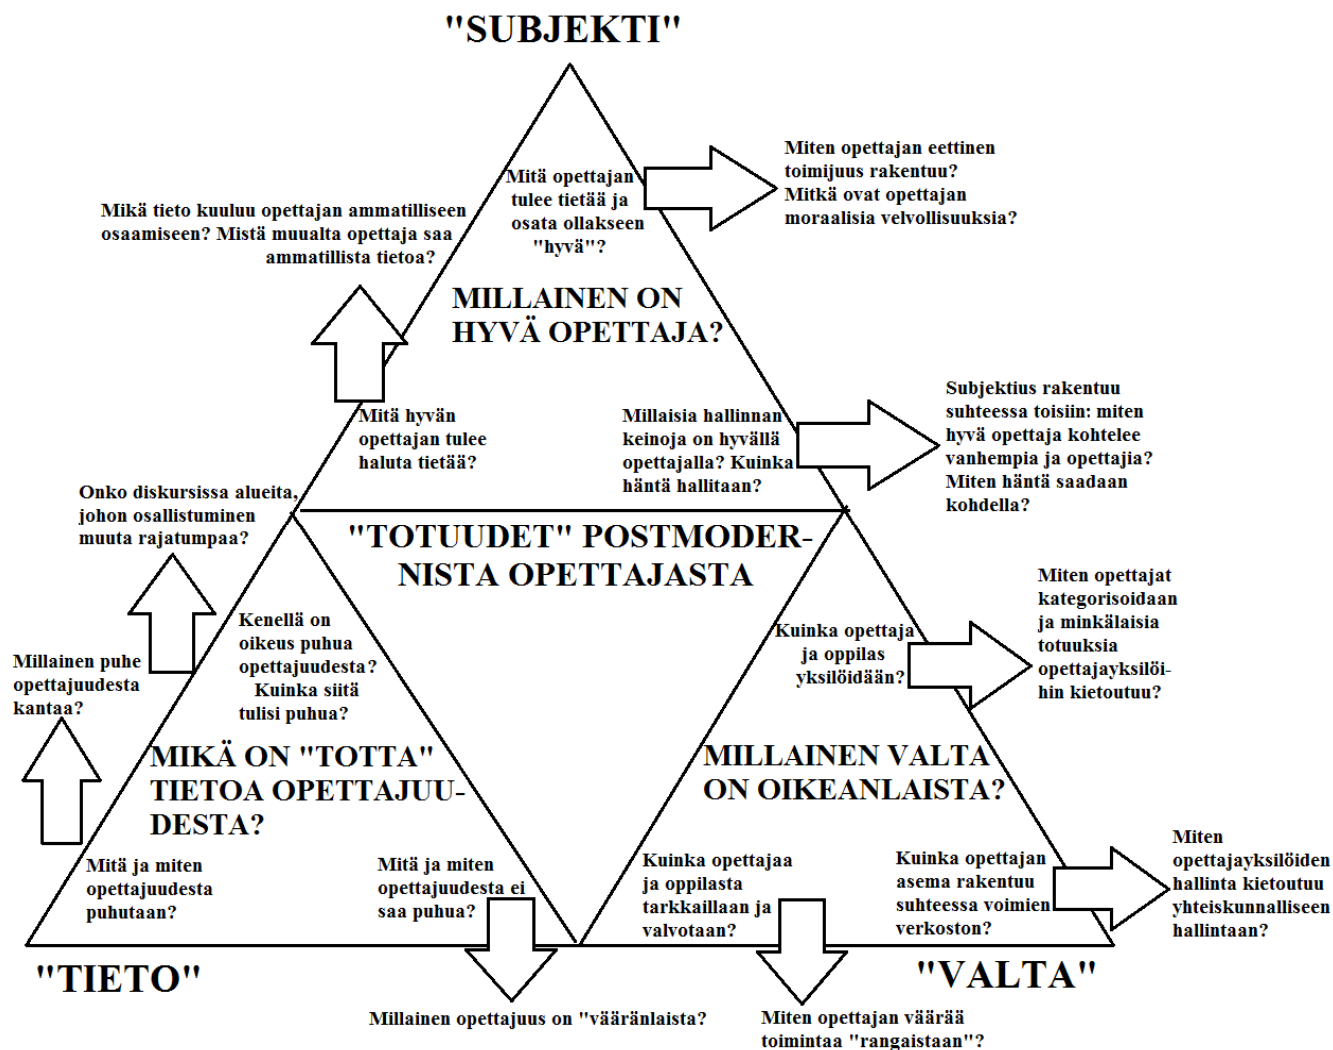 "SUBJEKTI"
Miten opettajan eettinen
toimijuus rakentuu?
Mitkä ovat opettajan
moraalisia velvollisuuksia?
Mitä opettajan
tulee tietää ja
osata ollakseen
"hyvä"?
Mikä tieto kuuluu opettajan ammatilliseen
osaamiseen? Mistä muualta opettaja saa
ammatillista tietoa?
MILLAINEN ON
HYVÄ OPETTAJA?
Mitä hyvän
opettajan tulee
haluta tietää?
Millaisia hallinnan
keinoja on hyvällä
opettajalla? Kuinka
häntä hallitaan?
Subjektius rakentuu
suhteessa toisiin: miten
hyvä opettaja kohtelee
vanhempia ja opettajia?
Miten häntä saadaan
kohdella?
Onko diskursissa alueita,
johon osallistuminen
muuta rajatumpaa?
"TOTUUDET" POSTMODER-
NISTA OPETTAJASTA
Kenellä on
oikeus puhua
opettajuudesta?
Kuinka siitä
tulisi puhua?
Kuinka opettaja
ja oppilas
yksilöidään?
Miten opettajat
kategorisoidaan
ja minkälaisia
totuuksia
opettajayksilöi-
hin kietoutuu?
Millainen puhe
opettajuudesta
kantaa?
MIKÄ ON "TOTTA"
TIETOA OPETTAJUU-
DESTA?
MILLAINEN VALTA
ON OIKEANLAISTA?
Mitä ja miten
opettajuudesta
puhutaan?
Mitä ja miten
opettajuudesta ei
saa puhua?
Kuinka opettajaa
ja oppilasta
tarkkaillaan ja
valvotaan?
Kuinka opettajan
asema rakentuu
suhteessa voimien
verkoston?
Miten
opettajayksilöiden
hallinta kietoutuu
yhteiskunnalliseen
hallintaan?
"TIETO"
"VALTA"
Millainen opettajuus on "vääränlaista?
Miten opettajan väärää
toimintaa "rangaistaan"?